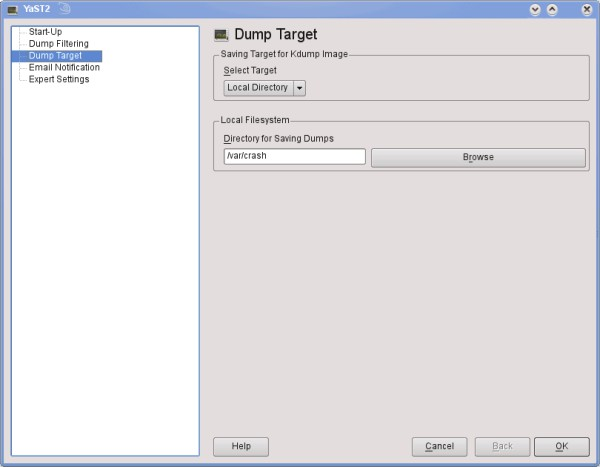 YaST2
Start-Up
Dump Filtering
Dump Target
Email Notification
Expert Settings
Dump Target
Saving Target for Kdump Image
Select Target
Local Directory
Local Filesystem
Directory for Saving Dumps
/var/crash
Browse
Help
Cancel
Back
OK